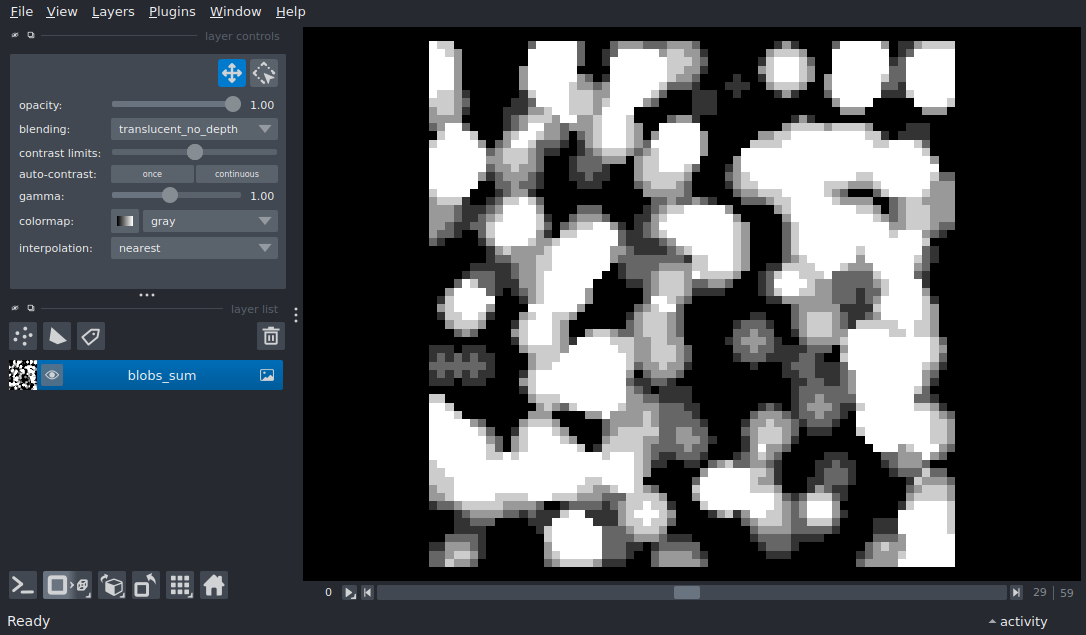 File View Layers Plugins Window Help
layer controls
opacity: 1.00
blending: translucent_no_depth
contrast limits:
auto-contrast: once continuous
gamma: 1.00
colormap: gray
interpolation: nearest
layer list
blobs_sum
0 29 59
Ready activity